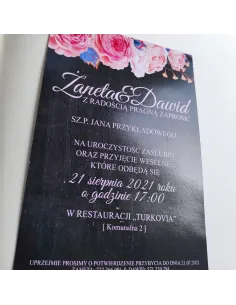 Żaneta & Dawid
Z RADOŚCIĄ PRAGNĄ ZAPROSIĆ
SZ.P. JANA PRZYKŁADOWEGO
NA UROCZYSTOŚĆ ZAŚLUBIN
ORAZ PRZYJĘCIE WESELNE,
KTÓRE ODBĘDĄ SIĘ
21 sierpnia 2021 roku
o godzinie 17:00
W RESTAURACJI „TURKOVIA”
[ Komunalna 2 ]
UPRZEJMIE PROSIMY O POTWIERDZENIE PRZYBYCIA DO DNIA 21.07.2021